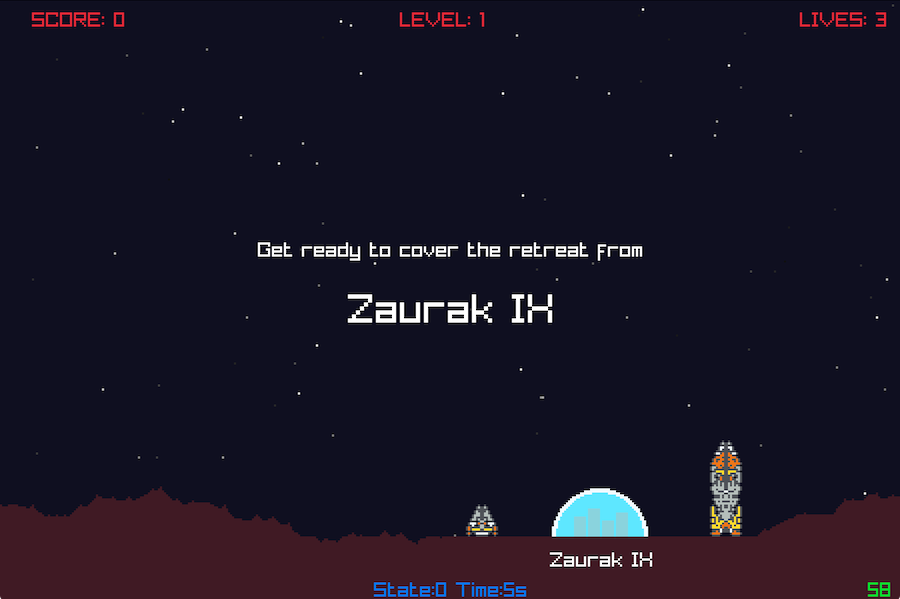 SCORE: 0 LEVEL: 1 LIVES: 3
Get ready to cover the retreat from
Zaurak IX
Zaurak IX
State:0 Time:5s 58